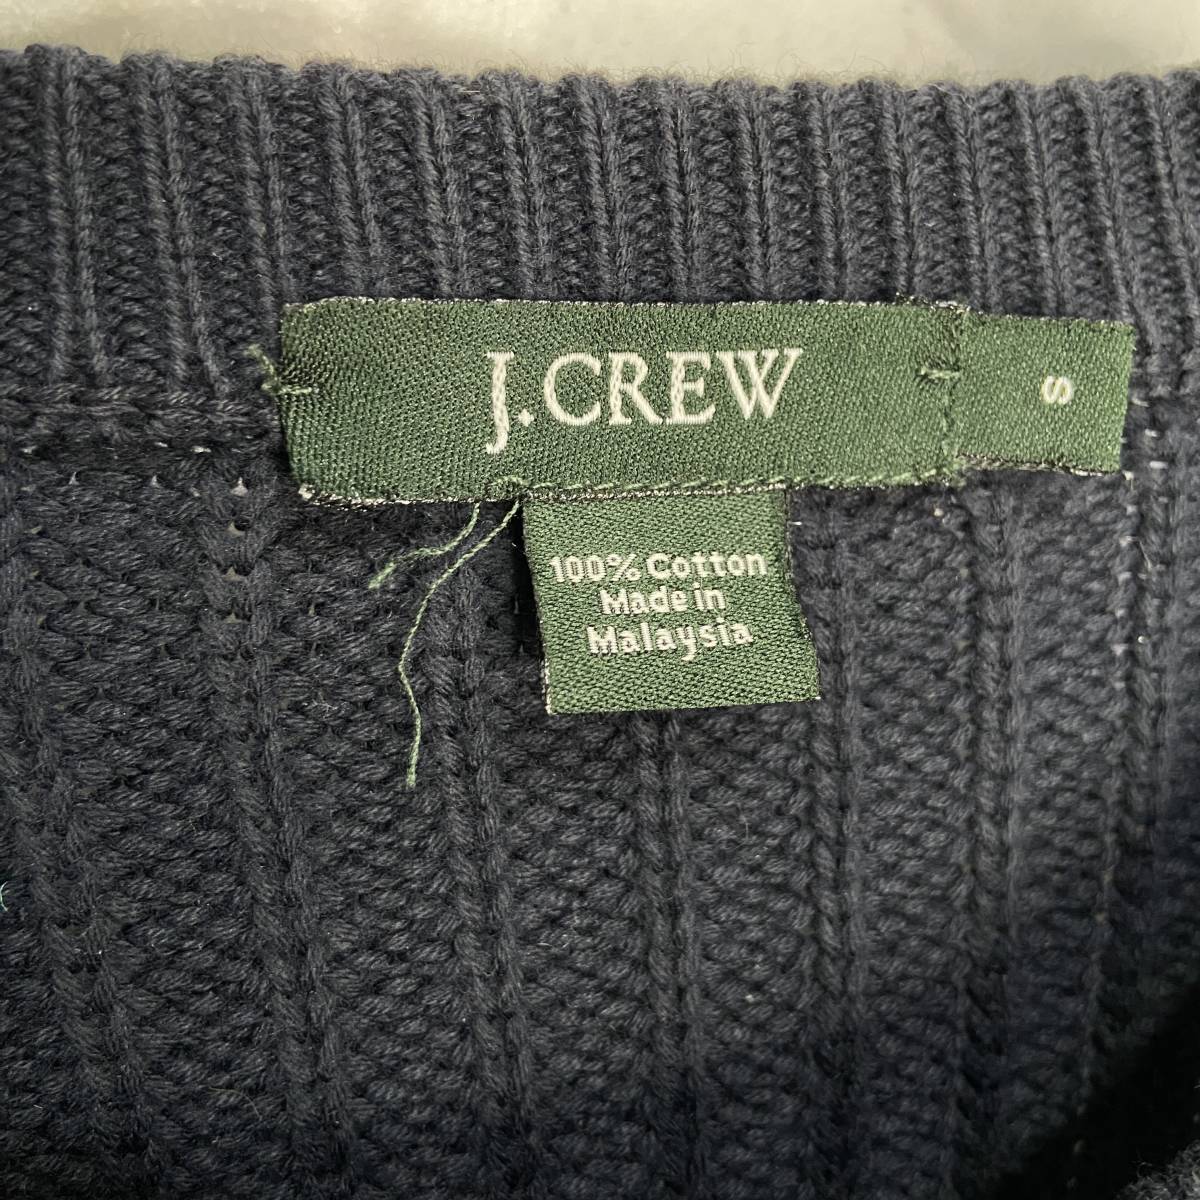 J.CREW
S
100% Cotton
Made in
Malaysia